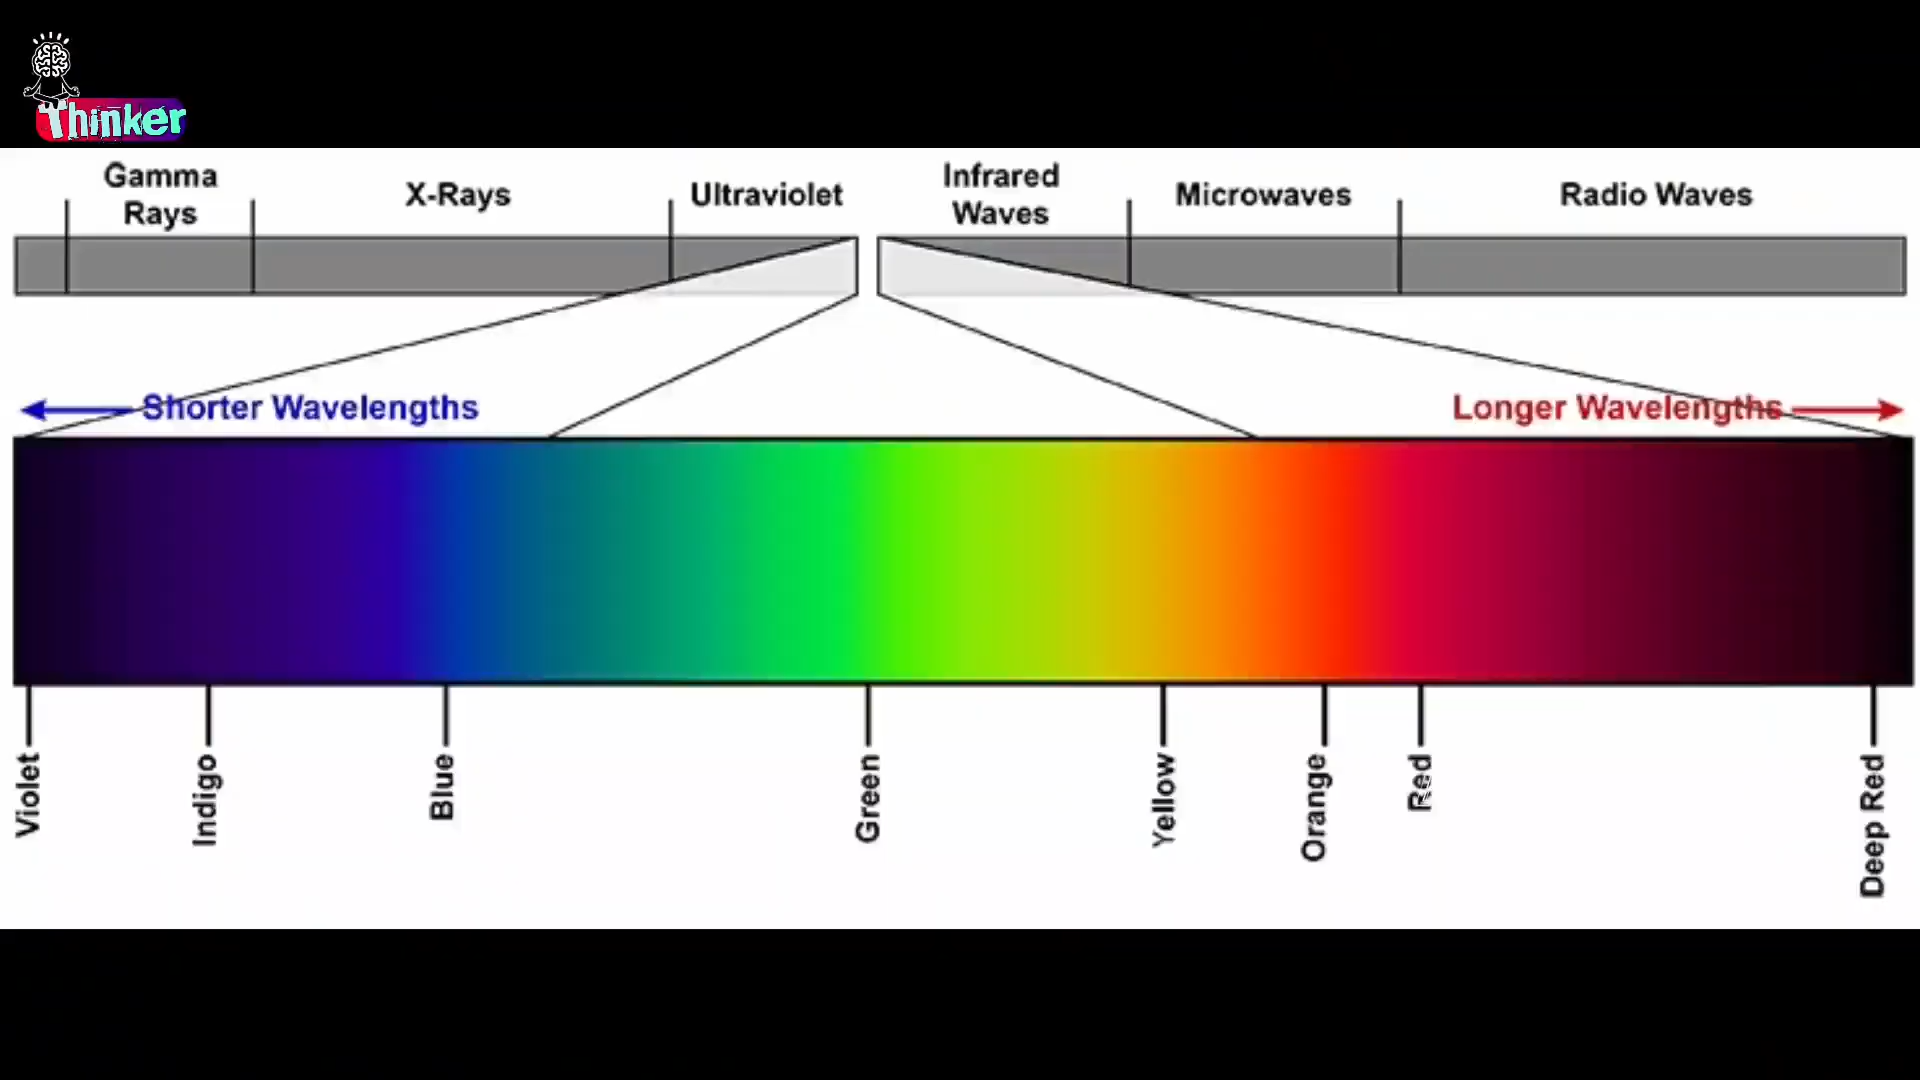 Thinker
Gamma
Rays
X-Rays
Ultraviolet
Infrared
Waves
Microwaves
Radio Waves
Shorter Wavelengths
Longer Wavelengths
Violet
Indigo
Blue
Green
Yellow
Orange
Red
Deep Red